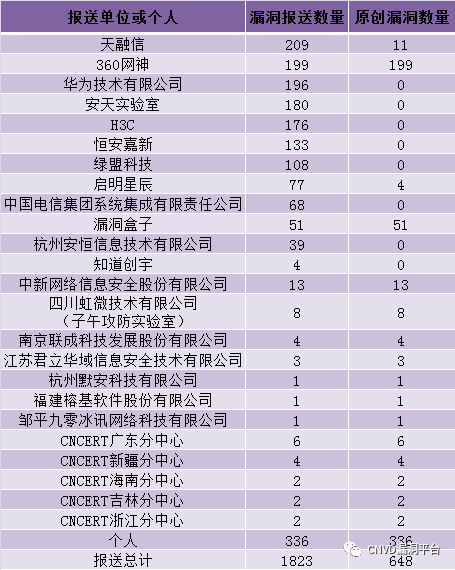 报送单位或个人 漏洞报送数量 原创漏洞数量
天融信 209 11
360网神 199 199
华为技术有限公司 196 0
安天实验室 180 0
H3C 176 0
恒安嘉新 133 0
绿盟科技 108 0
启明星辰 77 4
中国电信集团系统集成有限责任公司 68 0
漏洞盒子 51 51
杭州安恒信息技术有限公司 39 0
知道创宇 4 0
中新网络信息安全股份有限公司 13 13
四川虹微技术有限公司
（子午攻防实验室） 8 8
南京联成科技发展股份有限公司 4 4
江苏君立华域信息安全技术有限公司 3 3
杭州默安科技有限公司 1 1
福建榕基软件股份有限公司 1 1
邹平九零冰讯网络科技有限公司 1 1
CNCERT广东分中心 6 6
CNCERT新疆分中心 4 4
CNCERT海南分中心 2 2
CNCERT吉林分中心 2 2
CNCERT浙江分中心 2 2
个人 336 336
报送总计 1823 648
CNVD漏洞平台